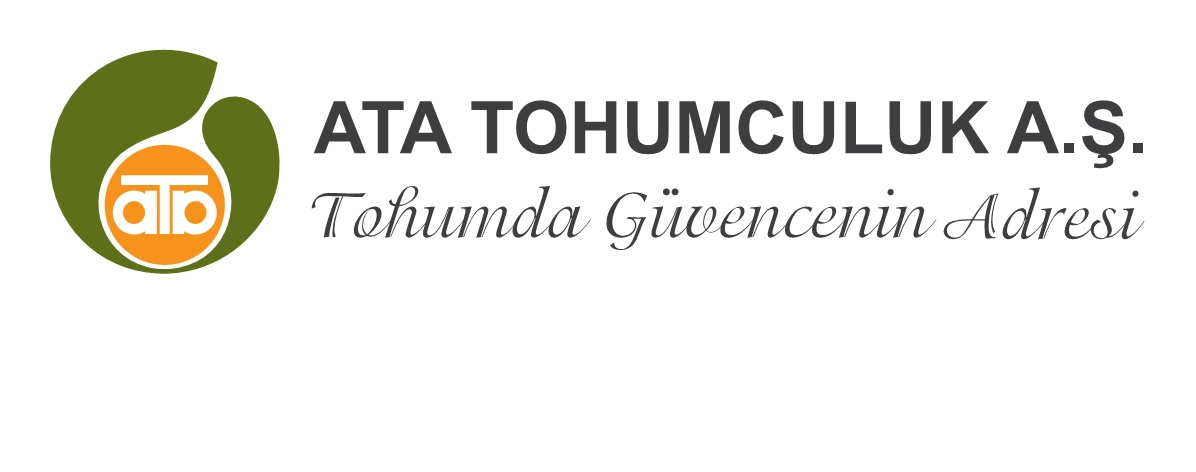 aTa
ATA TOHUMCULUK A.Ş.
Tohumda Güvencenin Adresi